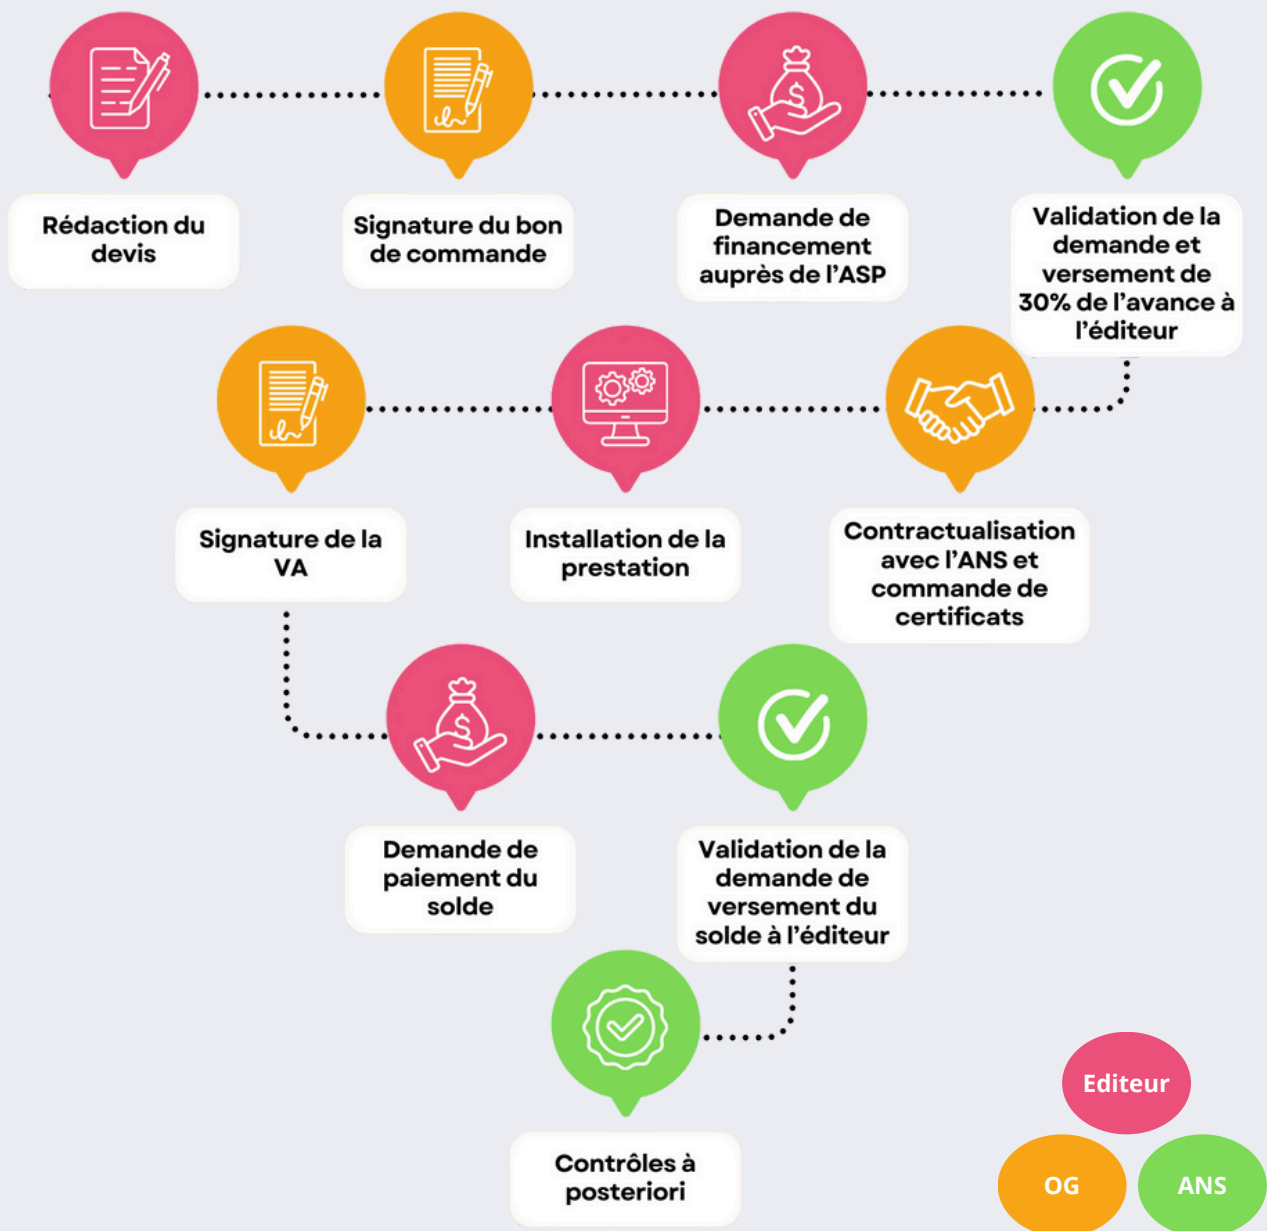 Rédaction du
devis
Signature du bon
de commande
Demande de
financement
auprès de l'ASP
Validation de la
demande et
versement de
30% de l'avance à
l'éditeur
Signature de la
VA
Installation de la
prestation
Contractualisation
avec l'ANS et
commande de
certificats
Demande de
paiement du
solde
Validation de la
demande de
versement du
solde à l'éditeur
Contrôles à
posteriori
Editeur
OG
ANS